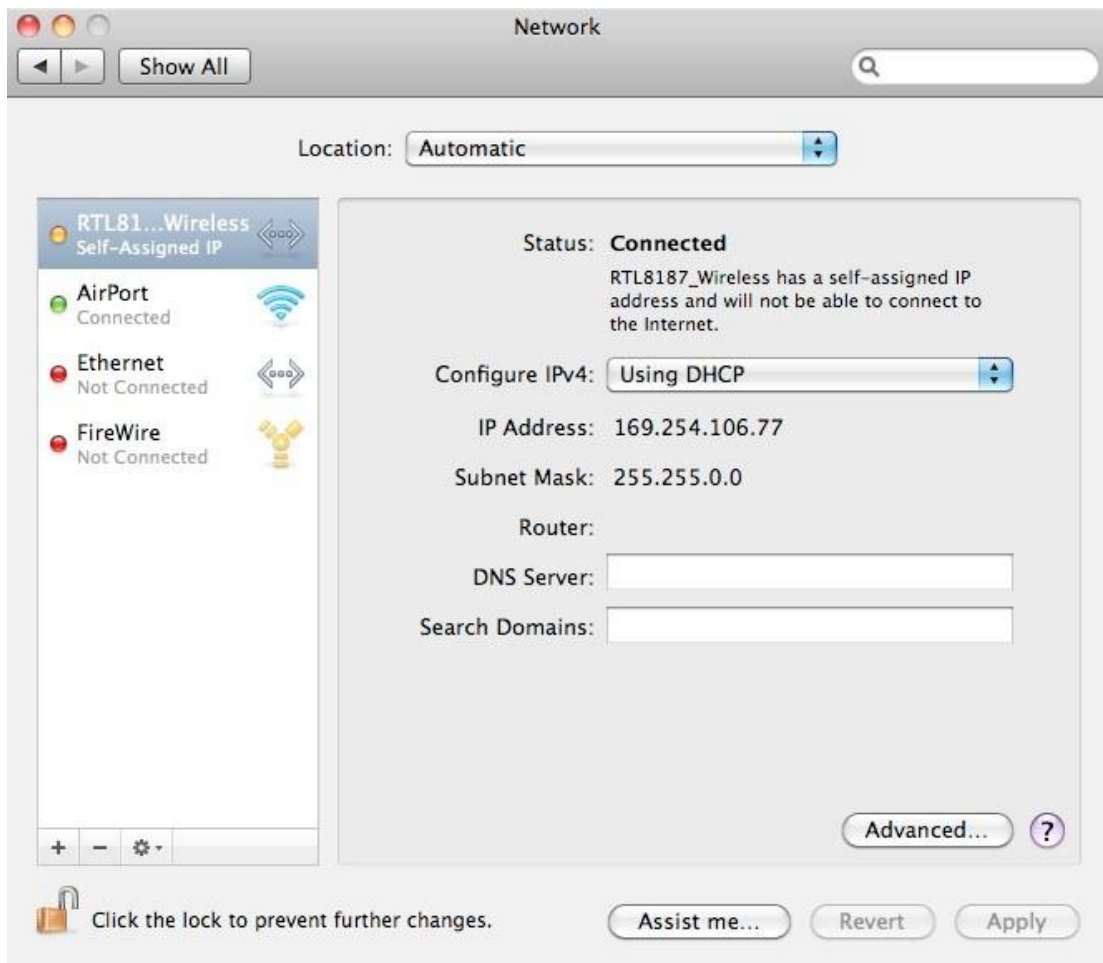 Network
Show All
Location: Automatic
RTL81...Wireless
Self-Assigned IP
AirPort
Connected
Ethernet
Not Connected
FireWire
Not Connected
Status: Connected
RTL8187_Wireless has a self-assigned IP
address and will not be able to connect to
the Internet.
Configure IPv4: Using DHCP
IP Address: 169.254.106.77
Subnet Mask: 255.255.0.0
Router:
DNS Server:
Search Domains:
Advanced... ?
Click the lock to prevent further changes.
Assist me... Revert Apply